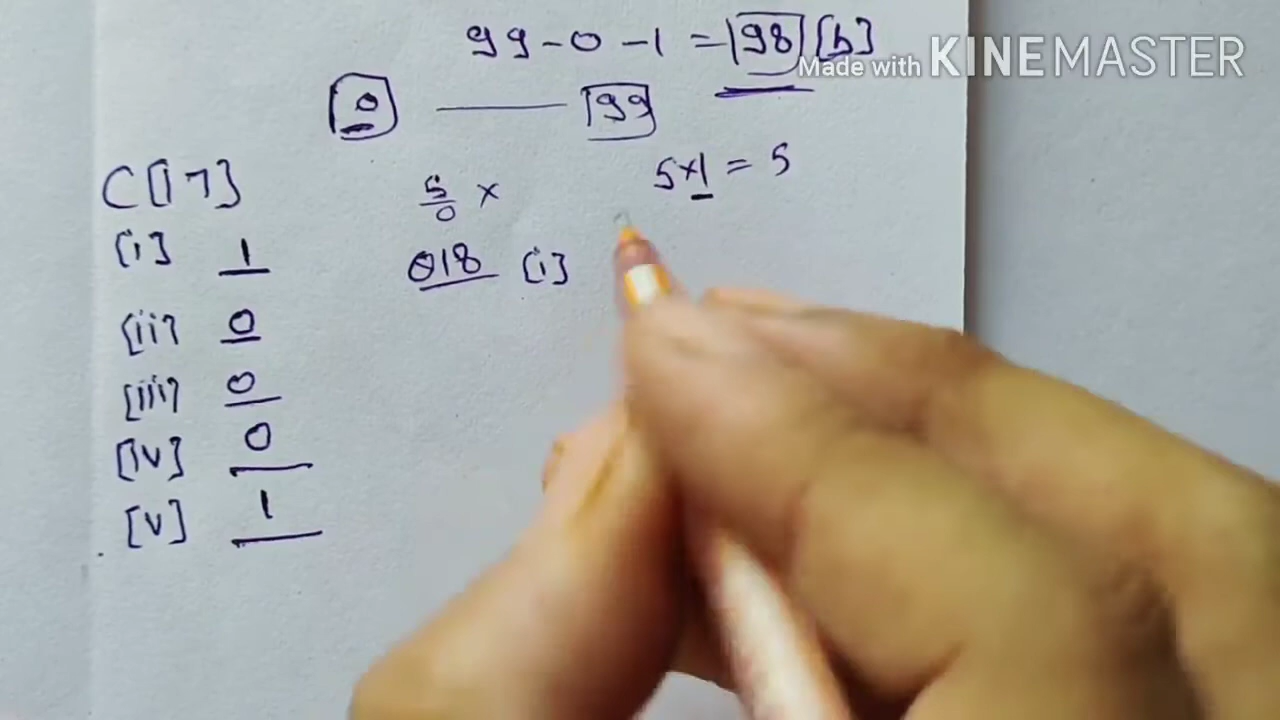 99-0-1 = 98 [b]
Made with KINEMASTER
0 —— 99
C[17]
5/0 ×
5×1 = 5
[i] 1
018 [i]
[ii] 0
[iii] 0
[iv] 0
[v] 1